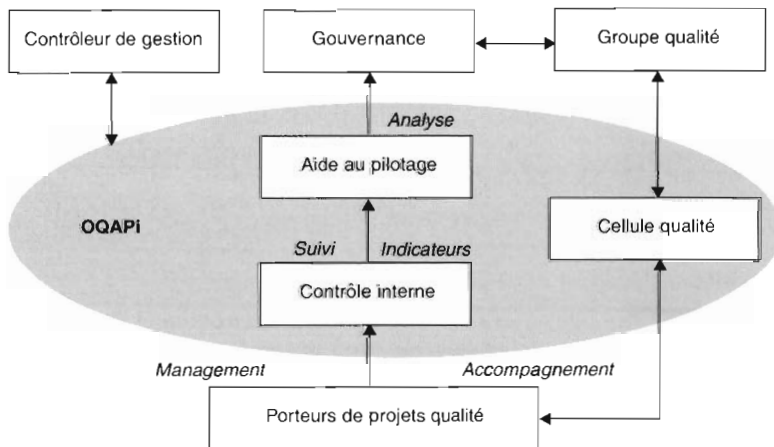 Contrôleur de gestion
Gouvernance
Groupe qualité
Analyse
Aide au pilotage
OQAPi
Cellule qualité
Suivi
Indicateurs
Contrôle interne
Management
Accompagnement
Porteurs de projets qualité